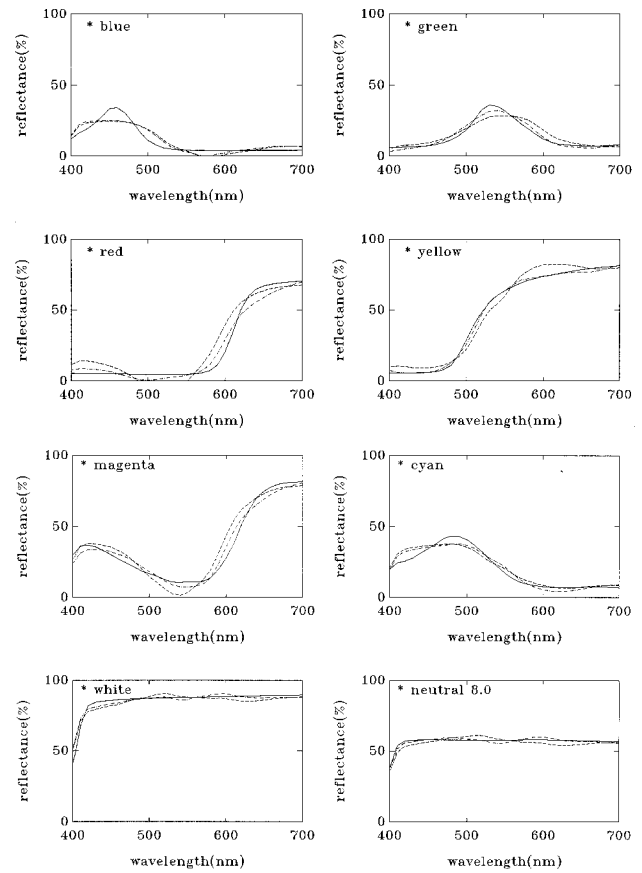 * blue
reflectance(%)
100
50
0
400 500 600 700
wavelength(nm)
* green
reflectance(%)
100
50
0
400 500 600 700
wavelength(nm)
* red
reflectance(%)
100
50
0
400 500 600 700
wavelength(nm)
* yellow
reflectance(%)
100
50
0
400 500 600 700
wavelength(nm)
* magenta
reflectance(%)
100
50
0
400 500 600 700
wavelength(nm)
* cyan
reflectance(%)
100
50
0
400 500 600 700
wavelength(nm)
* white
reflectance(%)
100
50
0
400 500 600 700
wavelength(nm)
* neutral 8.0
reflectance(%)
100
50
0
400 500 600 700
wavelength(nm)